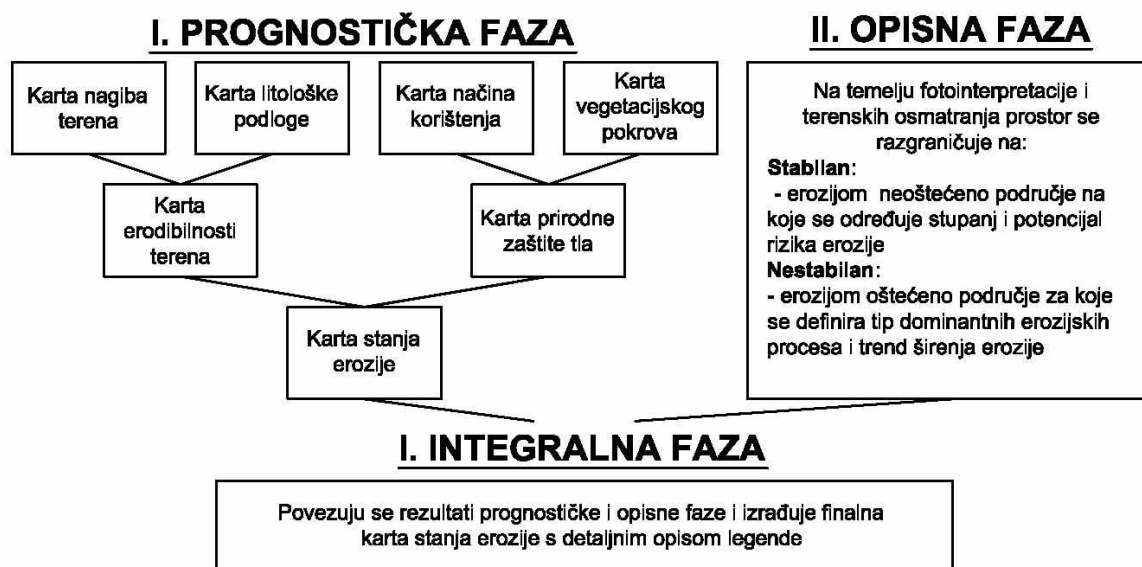 I. PROGNOSTIČKA FAZA
Karta nagiba
terena
Karta litološke
podloge
Karta načina
korištenja
Karta
vegetacijskog
pokrova
Karta
erodibilnosti
terena
Karta prirodne
zaštite tla
Karta stanja
erozije
II. OPISNA FAZA
Na temelju fotointerpretacije i
terenskih osmatranja prostor se
razgraničuje na:
Stabilan:
- erozijom neoštećeno područje na
koje se određuje stupanj i potencijal
rizika erozije
Nestabilan:
- erozijom oštećeno područje za koje
se definira tip dominantnih erozijskih
procesa i trend širenja erozije
I. INTEGRALNA FAZA
Povezuju se rezultati prognostičke i opisne faze i izrađuje finalna
karta stanja erozije s detaljnim opisom legende